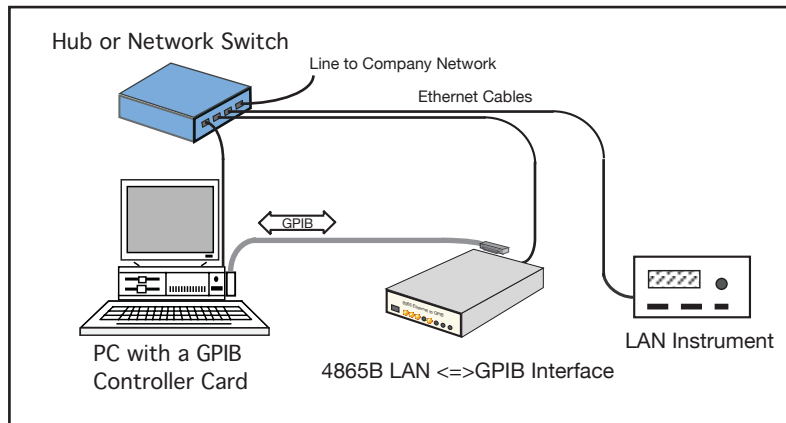 Hub or Network Switch
Line to Company Network
Ethernet Cables
GPIB
PC with a GPIB
Controller Card
4865B LAN <=>GPIB Interface
LAN Instrument